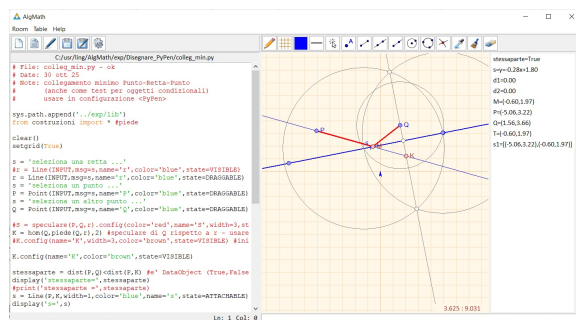 AlgMath
Room Table Help
C:/usr/ling/AlgMath/exp/Disegnare_PyPen/colleg_min.py
# File: colleg_min.py - ok
# Date: 30 ott 25
# Note: collegamento minimo Punto-Retta-Punto
# (anche come test per oggetti condizionali)
# usare in configurazione <PyPen>
sys.path.append('../exp/lib')
from costruzioni import * #piede
clear()
setgrid(True)
s = 'seleziona una retta ...'
#r = Line(INPUT,msg=s,name='r',color='blue',state=VISIBLE)
r = Line(INPUT,msg=s,name='r',color='blue',state=DRAGGABLE)
s = 'seleziona un punto ...'
P = Point(INPUT,msg=s,name='P',color='blue',state=DRAGGABLE)
s = 'seleziona un altro punto ...'
Q = Point(INPUT,msg=s,name='Q',color='blue',state=DRAGGABLE)
#S = speculare(P,Q,r).config(color='red',name='S',width=3,st
K = hom(Q,piede(Q,r),2) #speculare di Q rispetto a r - usare
#K.config(name='K',width=3,color='brown',state=VISIBLE) #ini
K.config(name='K',color='brown',state=VISIBLE)
stessaparte = dist(P,Q)<dist(P,K) #e' DataObject (True,False
display('stessaparte=',stessaparte)
#print('stessaparte =',stessaparte)
s = Line(P,K,width=1,color='blue',name='s',state=ATTACHABLE)
display('s=',s)
Ln: 1 Col: 0
P
Q
K
3.625 : 9.031
stessaparte=True
s=y=-0.28x+1.80
d1=0.00
d2=0.00
M=(-0.60,1.97)
P=(-5.06,3.22)
Q=(1.56,3.66)
T=(-0.60,1.97)
s1=[(-5.06,3.22),(-0.60,1.97)]